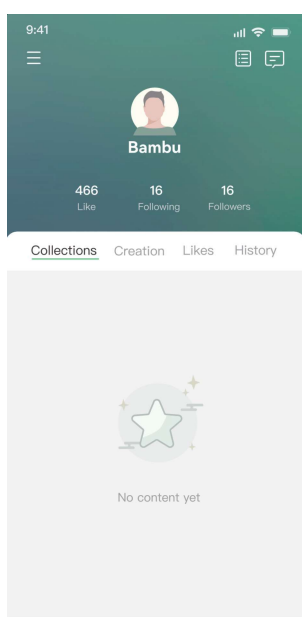 9:41
Bambu
466 16 16
Like Following Followers
Collections Creation Likes History
No content yet